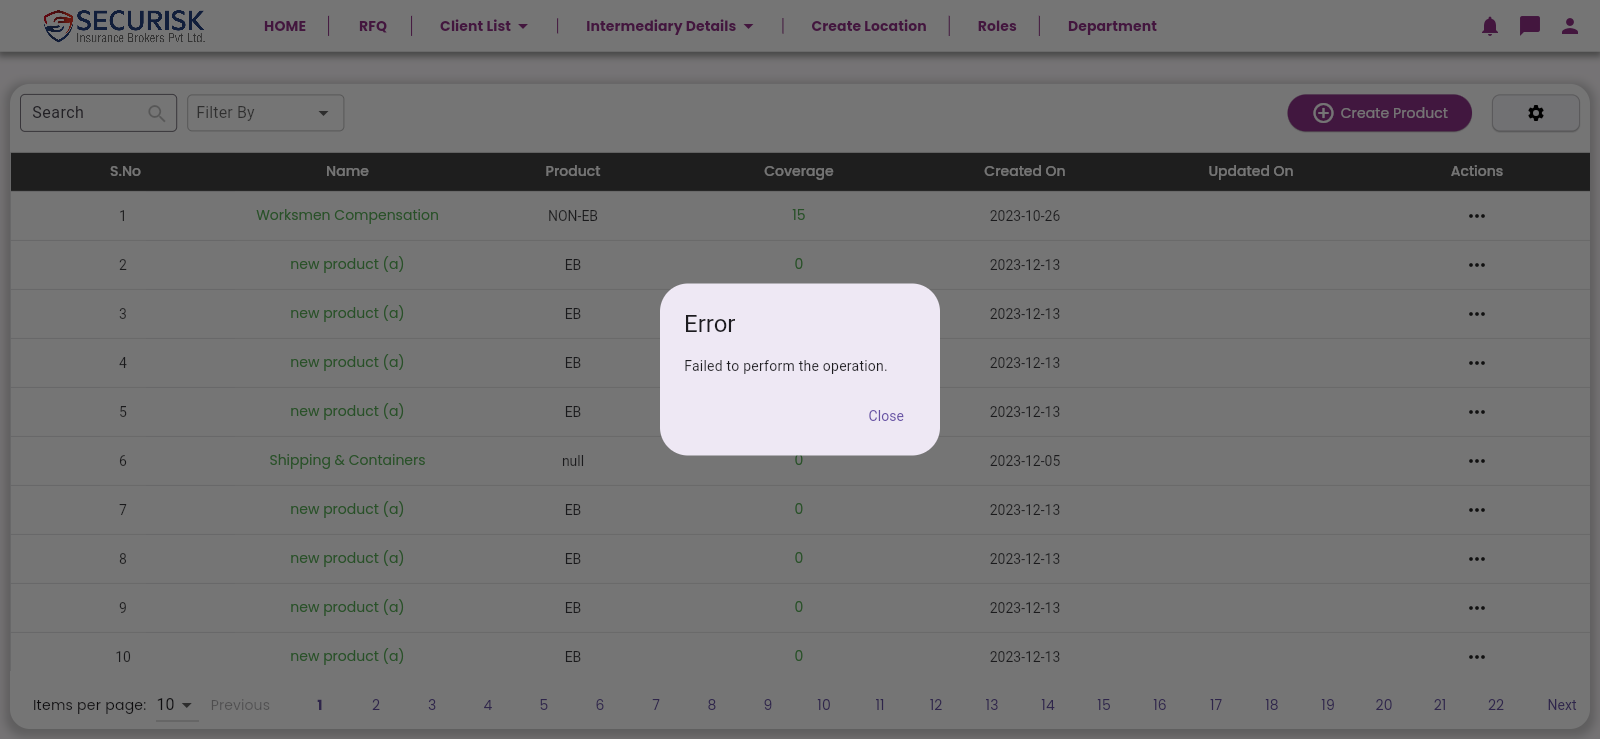 SECURISK
Insurance Brokers Pvt Ltd.
HOME RFQ Client List Intermediary Details Create Location Roles Department
Search Filter By Create Product
S.No Name Product Coverage Created On Updated On Actions
1 Worksmen Compensation NON-EB 15 2023-10-26
2 new product (a) EB 0 2023-12-13
3 new product (a) EB 2023-12-13
4 new product (a) EB 2023-12-13
5 new product (a) EB 2023-12-13
6 Shipping & Containers null 0 2023-12-05
7 new product (a) EB 0 2023-12-13
8 new product (a) EB 0 2023-12-13
9 new product (a) EB 0 2023-12-13
10 new product (a) EB 0 2023-12-13
Error
Failed to perform the operation.
Close
Items per page: 10 Previous 1 2 3 4 5 6 7 8 9 10 11 12 13 14 15 16 17 18 19 20 21 22 Next